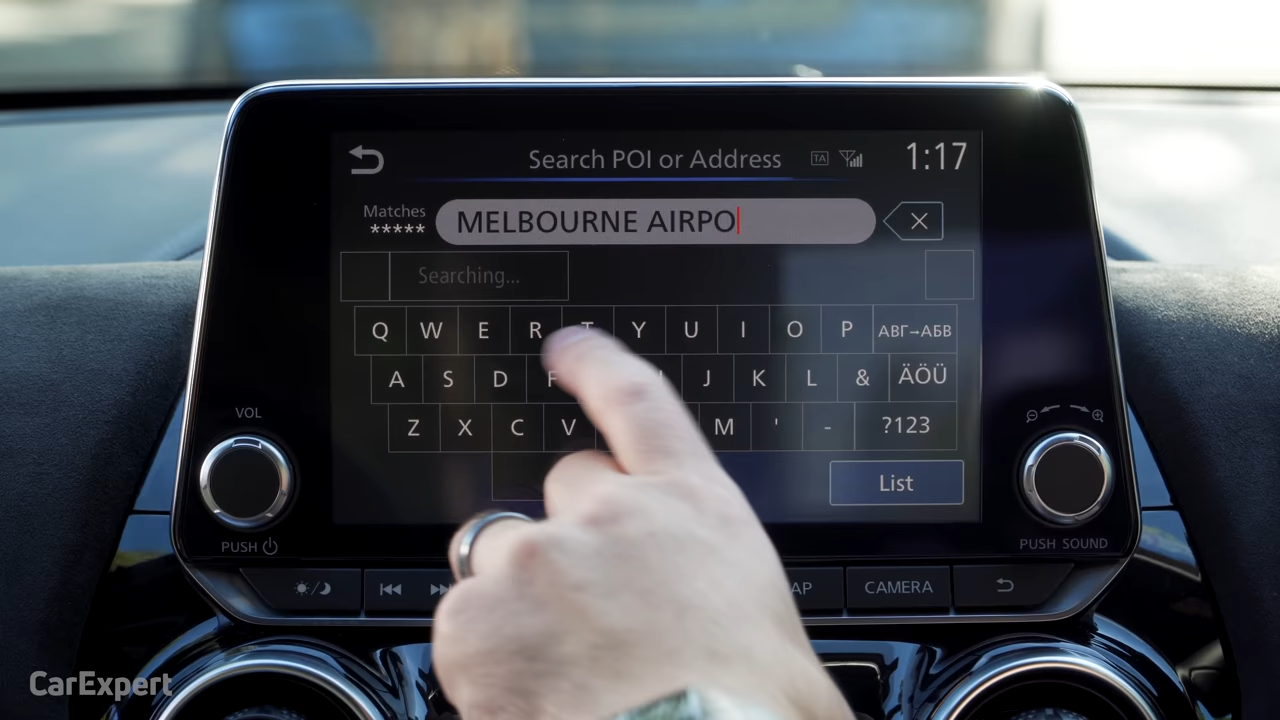 Search POI or Address TA 1:17
Matches
***** MELBOURNE AIRPO
Searching...
Q W E R T Y U I O P АВГ→АБВ
A S D F J K L & ÄÖÜ
Z X C V M ' - ?123
List
VOL
PUSH
PUSH SOUND
CAMERA
CarExpert